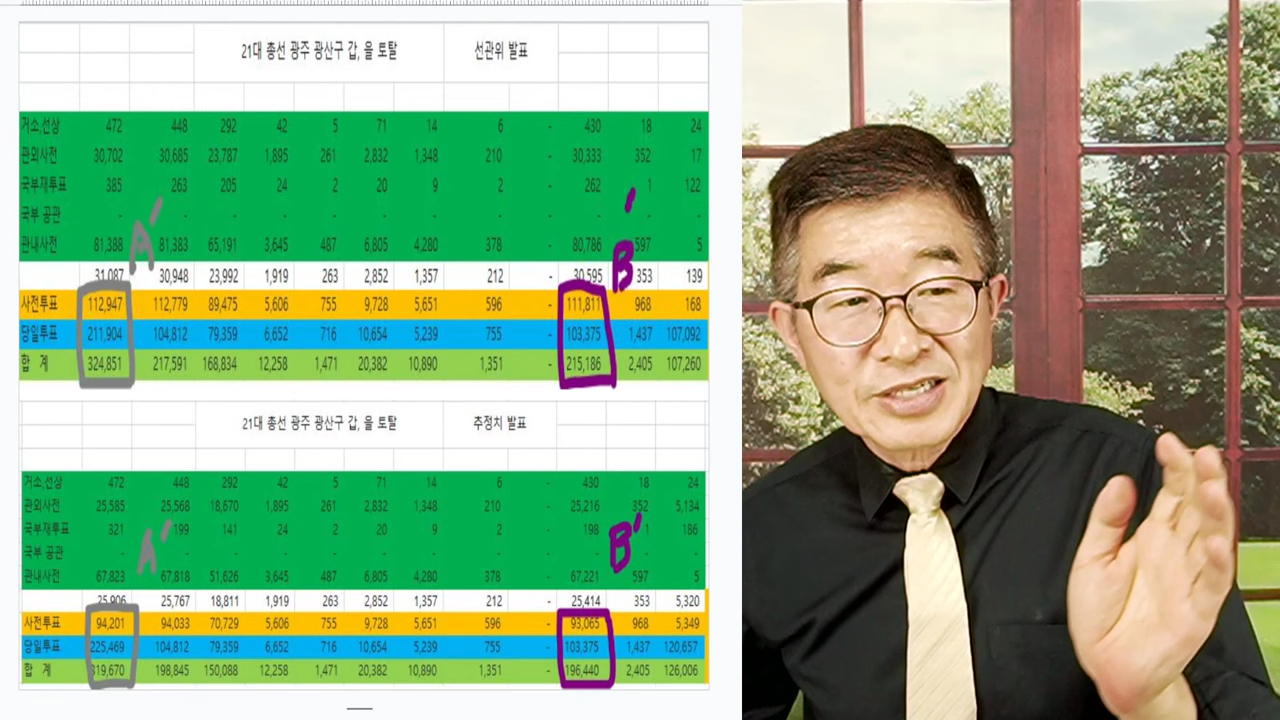 21대 총선 광주 광산구 갑, 을 토탈 선관위 발표
거소,선상 472 448 292 42 5 71 14 6 - 430 18 24
관외사전 30,702 30,685 23,787 1,895 261 2,832 1,348 210 - 30,333 352 17
국부재투표 385 263 205 24 2 20 9 2 - 262 1 122
국부 공관 - - - - - - - - - - - -
관내사전 81,388 81,383 65,191 3,645 487 6,805 4,280 378 - 80,786 597 5
A' B'
31,087 30,948 23,992 1,919 263 2,852 1,357 212 - 30,595 353 139
사전투표 112,947 112,779 89,475 5,606 755 9,728 5,651 596 - 111,811 968 168
당일투표 211,904 104,812 79,359 6,652 716 10,654 5,239 755 - 103,375 1,437 107,092
합 계 324,851 217,591 168,834 12,258 1,471 20,382 10,890 1,351 - 215,186 2,405 107,260
21대 총선 광주 광산구 갑, 을 토탈 추정치 발표
거소,선상 472 448 292 42 5 71 14 6 - 430 18 24
관외사전 25,585 25,568 18,670 1,895 261 2,832 1,348 210 - 25,216 352 5,134
국부재투표 321 199 141 24 2 20 9 2 - 198 1 186
국부 공관 - - - - - - - - - - - -
관내사전 67,823 67,818 51,626 3,645 487 6,805 4,280 378 - 67,221 597 5
A' B'
25,906 25,767 18,811 1,919 263 2,852 1,357 212 - 25,414 353 5,320
사전투표 94,201 94,033 70,729 5,606 755 9,728 5,651 596 - 93,065 968 5,349
당일투표 225,469 104,812 79,359 6,652 716 10,654 5,239 755 - 103,375 1,437 120,657
합 계 319,670 198,845 150,088 12,258 1,471 20,382 10,890 1,351 - 196,440 2,405 126,006